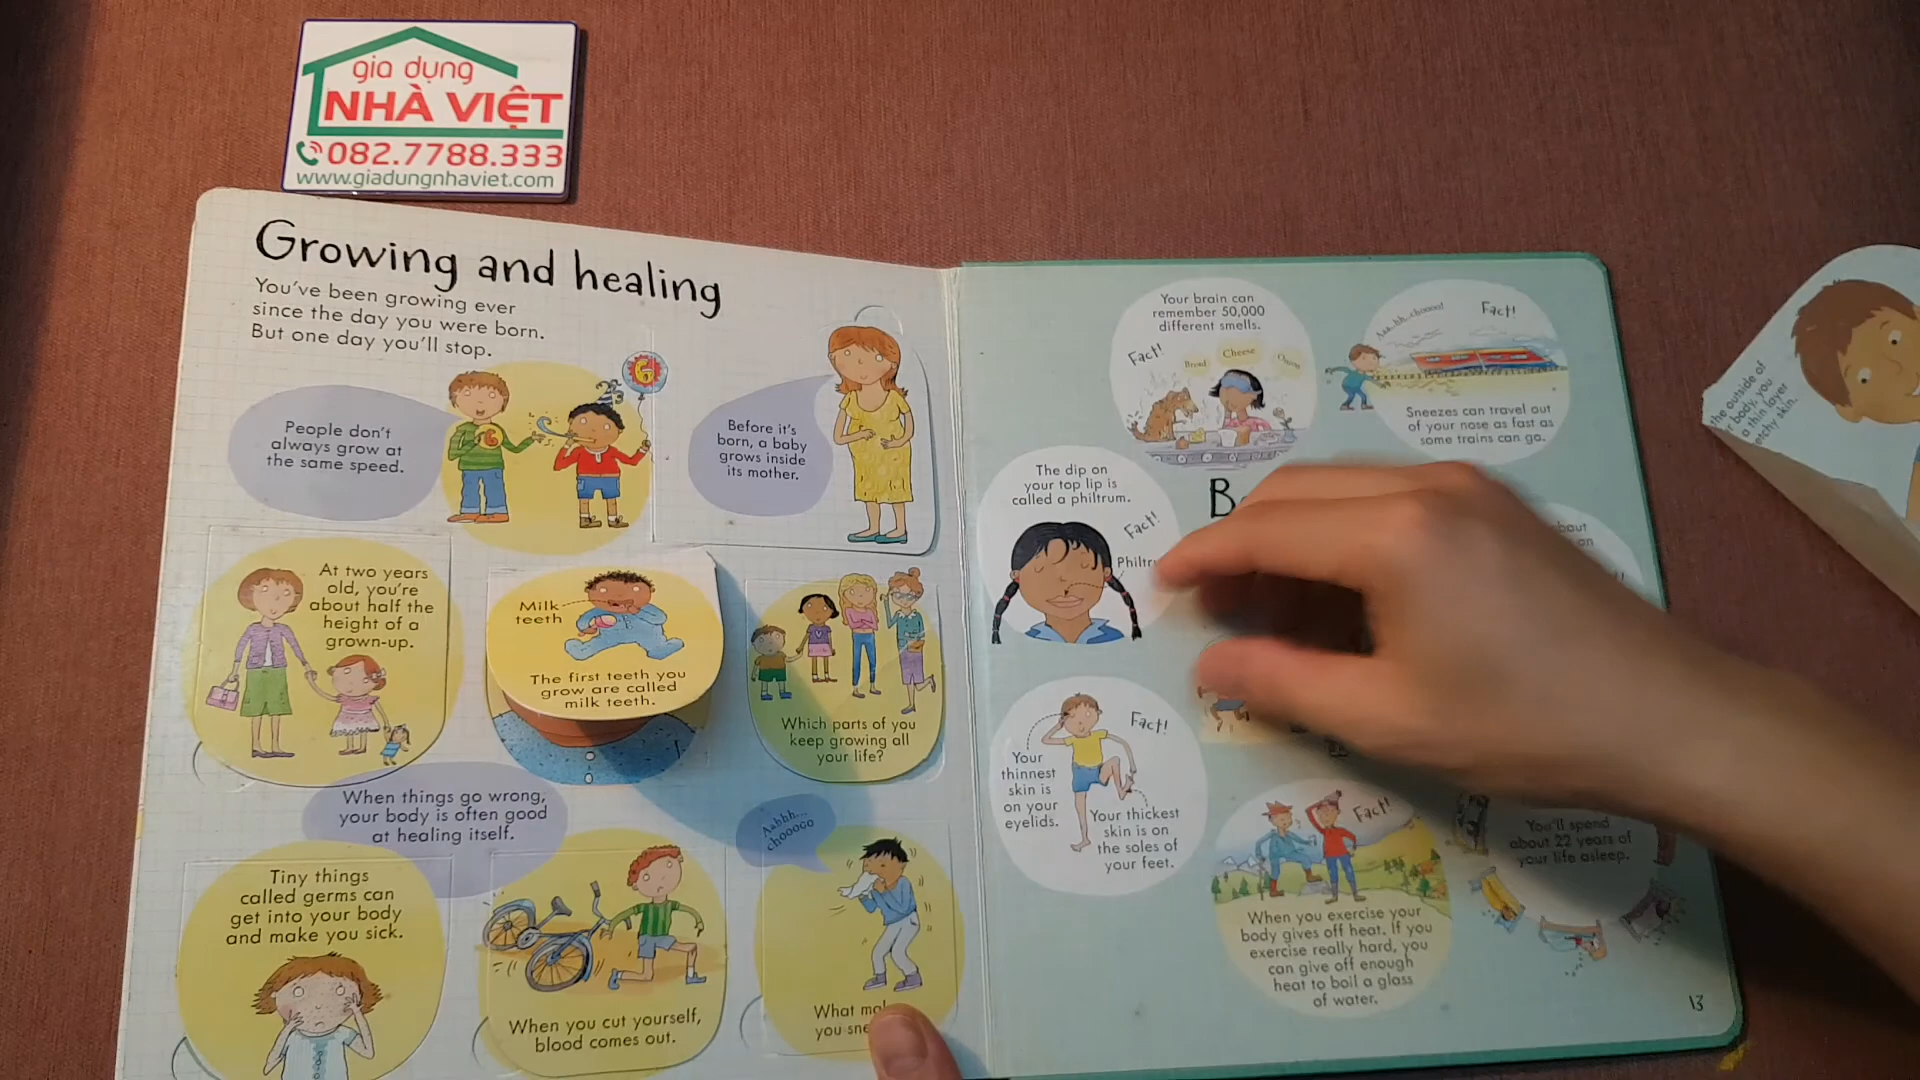 gia dụng
NHÀ VIỆT
082.7788.333
www.giadungnhaviet.com
Growing and healing
You've been growing ever
since the day you were born.
But one day you'll stop.
People don't
always grow at
the same speed.
6
3
G
Before it's
born, a baby
grows inside
its mother.
At two years
old, you're
about half the
height of a
grown-up.
Milk
teeth
The first teeth you
grow are called
milk teeth.
Which parts of you
keep growing all
your life?
When things go wrong,
your body is often good
at healing itself.
Aahhh...
chooooo
Tiny things
called germs can
get into your body
and make you sick.
When you cut yourself,
blood comes out.
What
you
Your brain can
remember 50,000
different smells.
Fact!
Bread
Cheese
Fact!
Sneezes can travel out
of your nose as fast as
some trains can go.
The dip on
your top lip is
called a philtrum.
Fact!
Fact!
Your
thinnest
skin is
on your
eyelids.
Your thickest
skin is on
the soles of
your feet.
Fact!
When you exercise your
body gives off heat. If you
exercise really hard, you
can give off enough
heat to boil a glass
of water.
You'll spend
about 22 years of
your life asleep.
13
the outside of
body, you
a thin layer
skin.